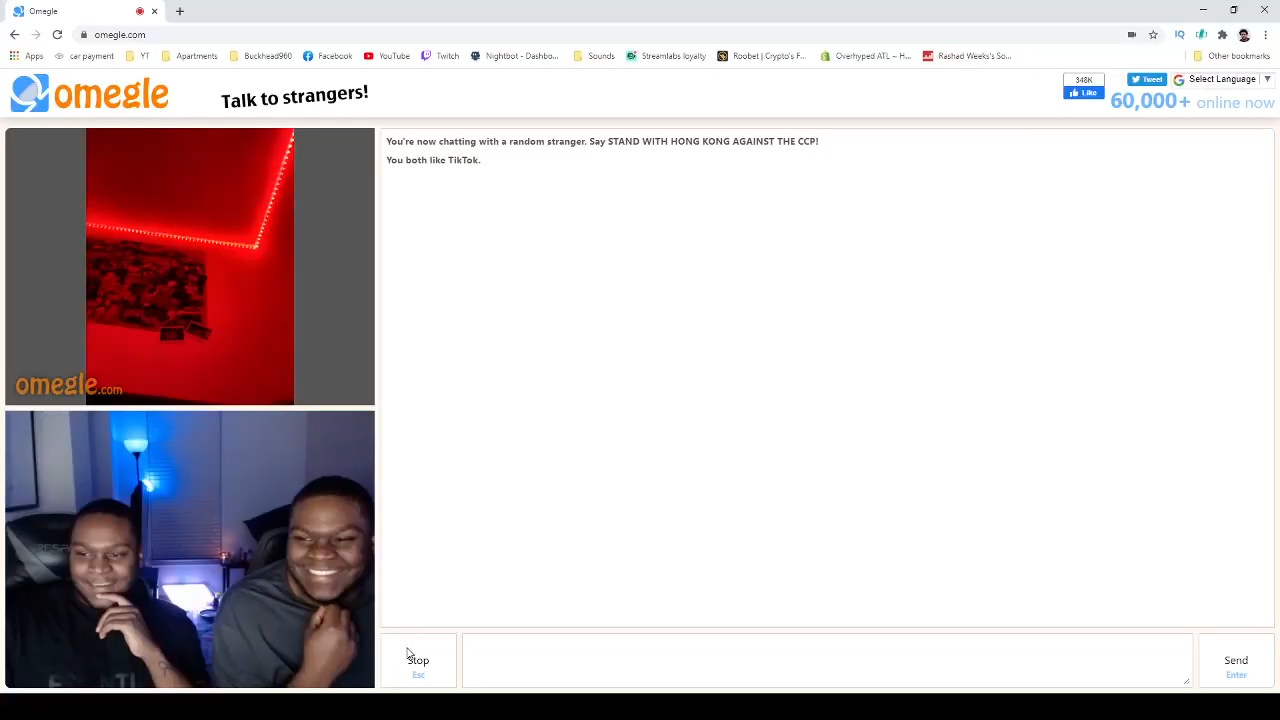 Omegle
omegle.com
Apps
car payment
YT
Apartments
Buckhead960
Facebook
YouTube
Twitch
Nightbot - Dashbo...
Sounds
Streamlabs loyalty
Roobet | Crypto's F...
Overhyped ATL ~ H...
Rashad Weeks's So...
Other bookmarks
omegle
Talk to strangers!
348K
Like
Tweet
Select Language
60,000+ online now
You're now chatting with a random stranger. Say STAND WITH HONG KONG AGAINST THE CCP!
You both like TikTok.
omegle.com
Stop
Esc
Send
Enter